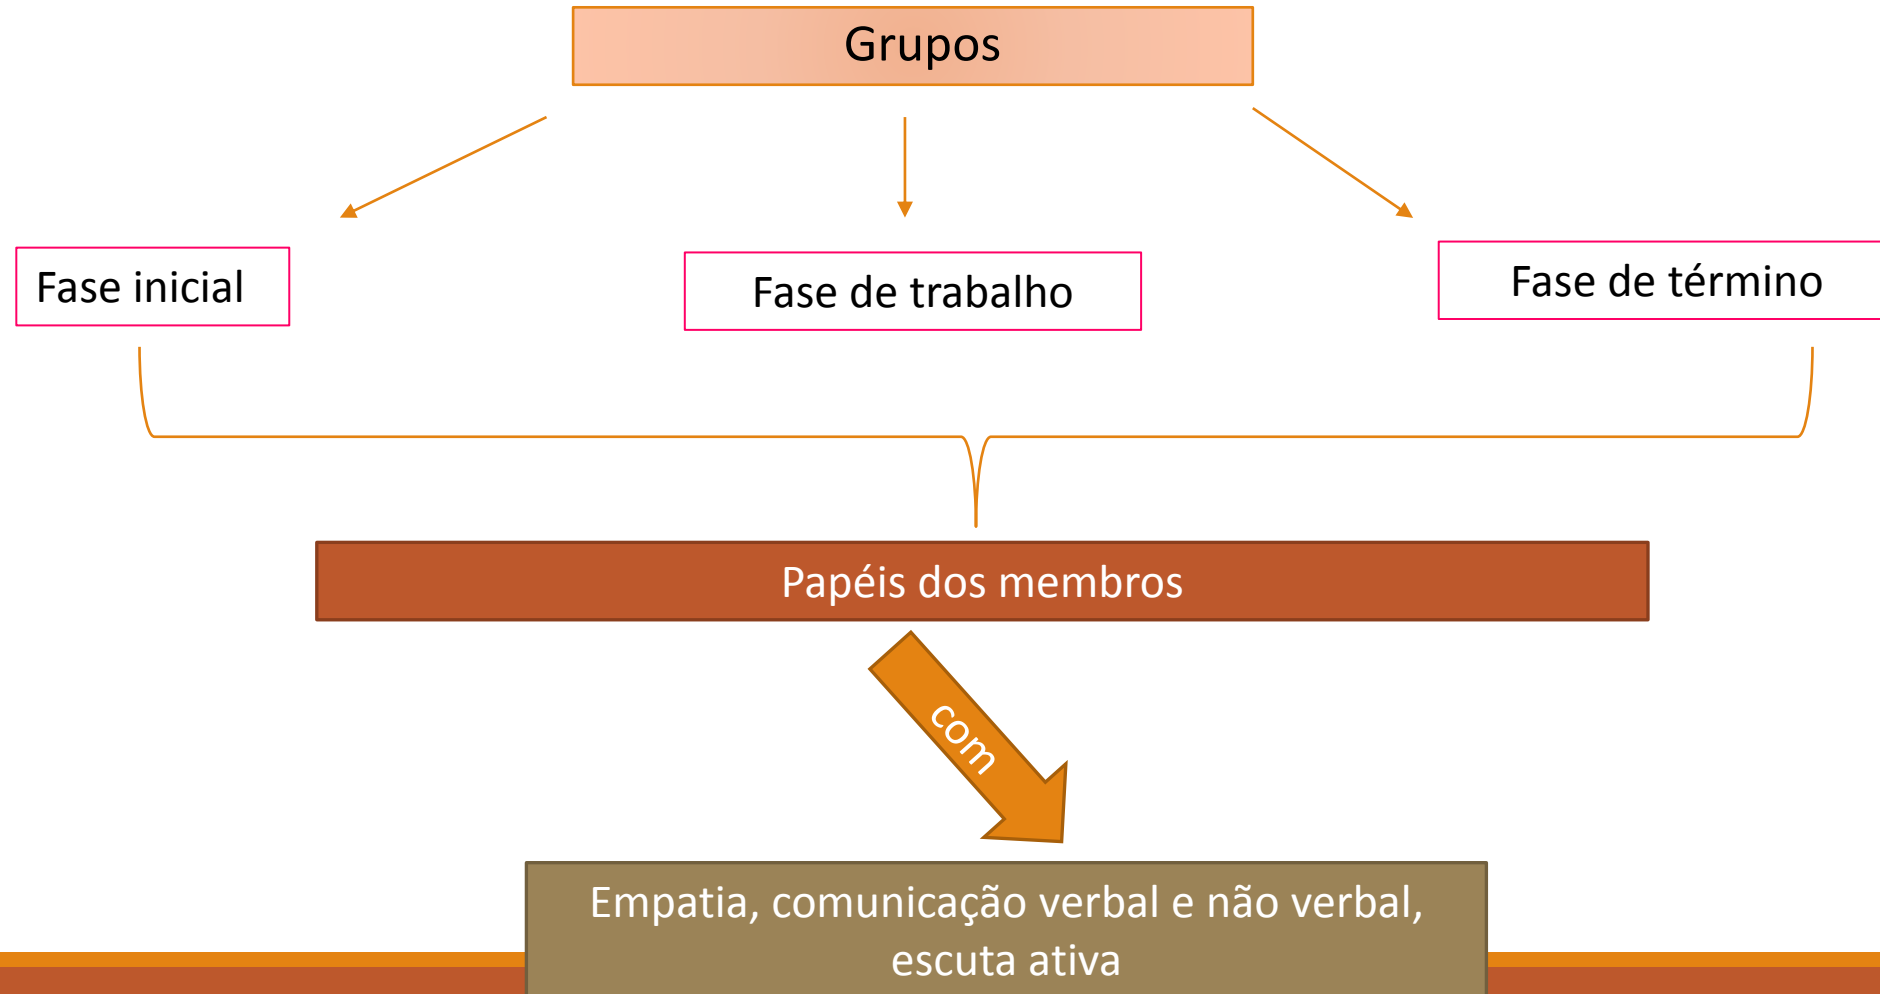 Grupos
Fase inicial
Fase de trabalho
Fase de término
Papéis dos membros
com
Empatia, comunicação verbal e não verbal,
escuta ativa